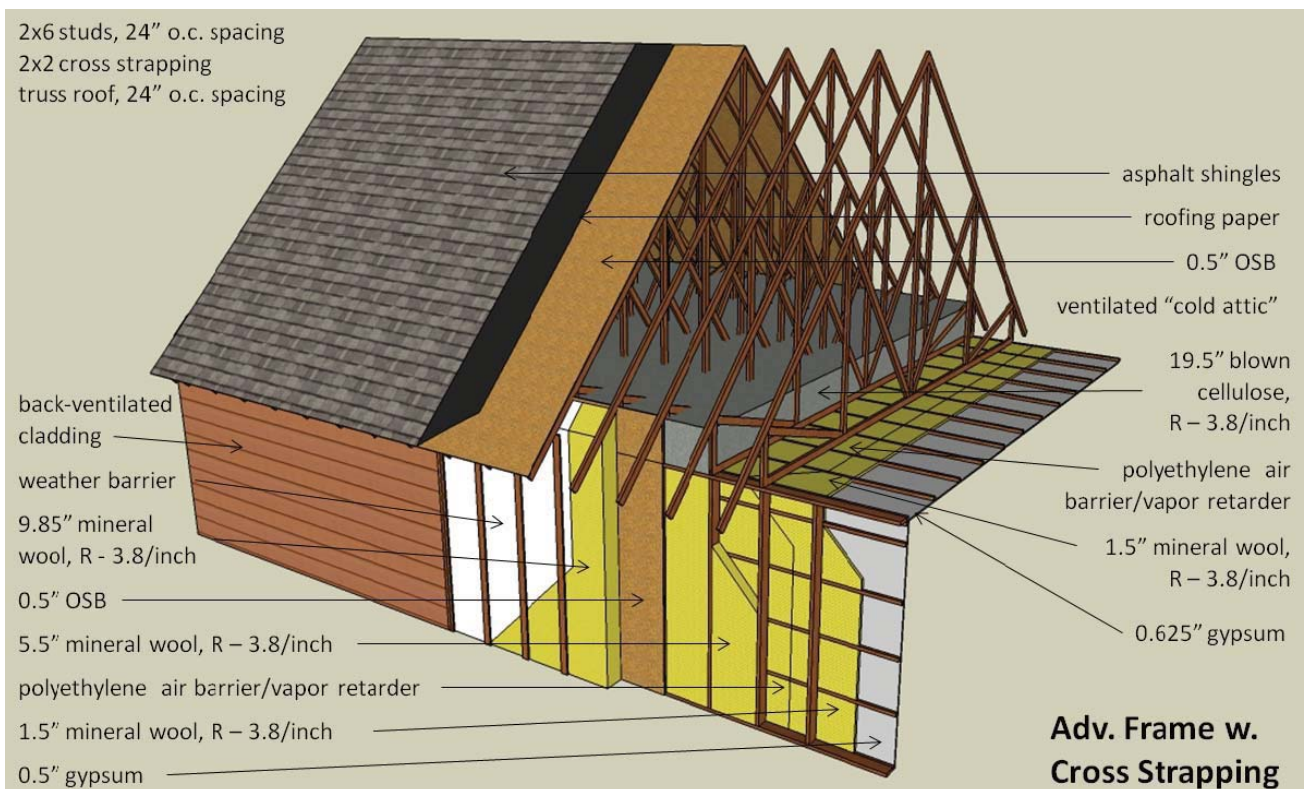 2x6 studs, 24” o.c. spacing
2x2 cross strapping
truss roof, 24” o.c. spacing
back-ventilated
cladding
weather barrier
9.85” mineral
wool, R - 3.8/inch
0.5” OSB
5.5” mineral wool, R – 3.8/inch
polyethylene air barrier/vapor retarder
1.5” mineral wool, R – 3.8/inch
0.5” gypsum
asphalt shingles
roofing paper
0.5” OSB
ventilated “cold attic”
19.5” blown
cellulose,
R – 3.8/inch
polyethylene air
barrier/vapor retarder
1.5” mineral wool,
R – 3.8/inch
0.625” gypsum
Adv. Frame w.
Cross Strapping